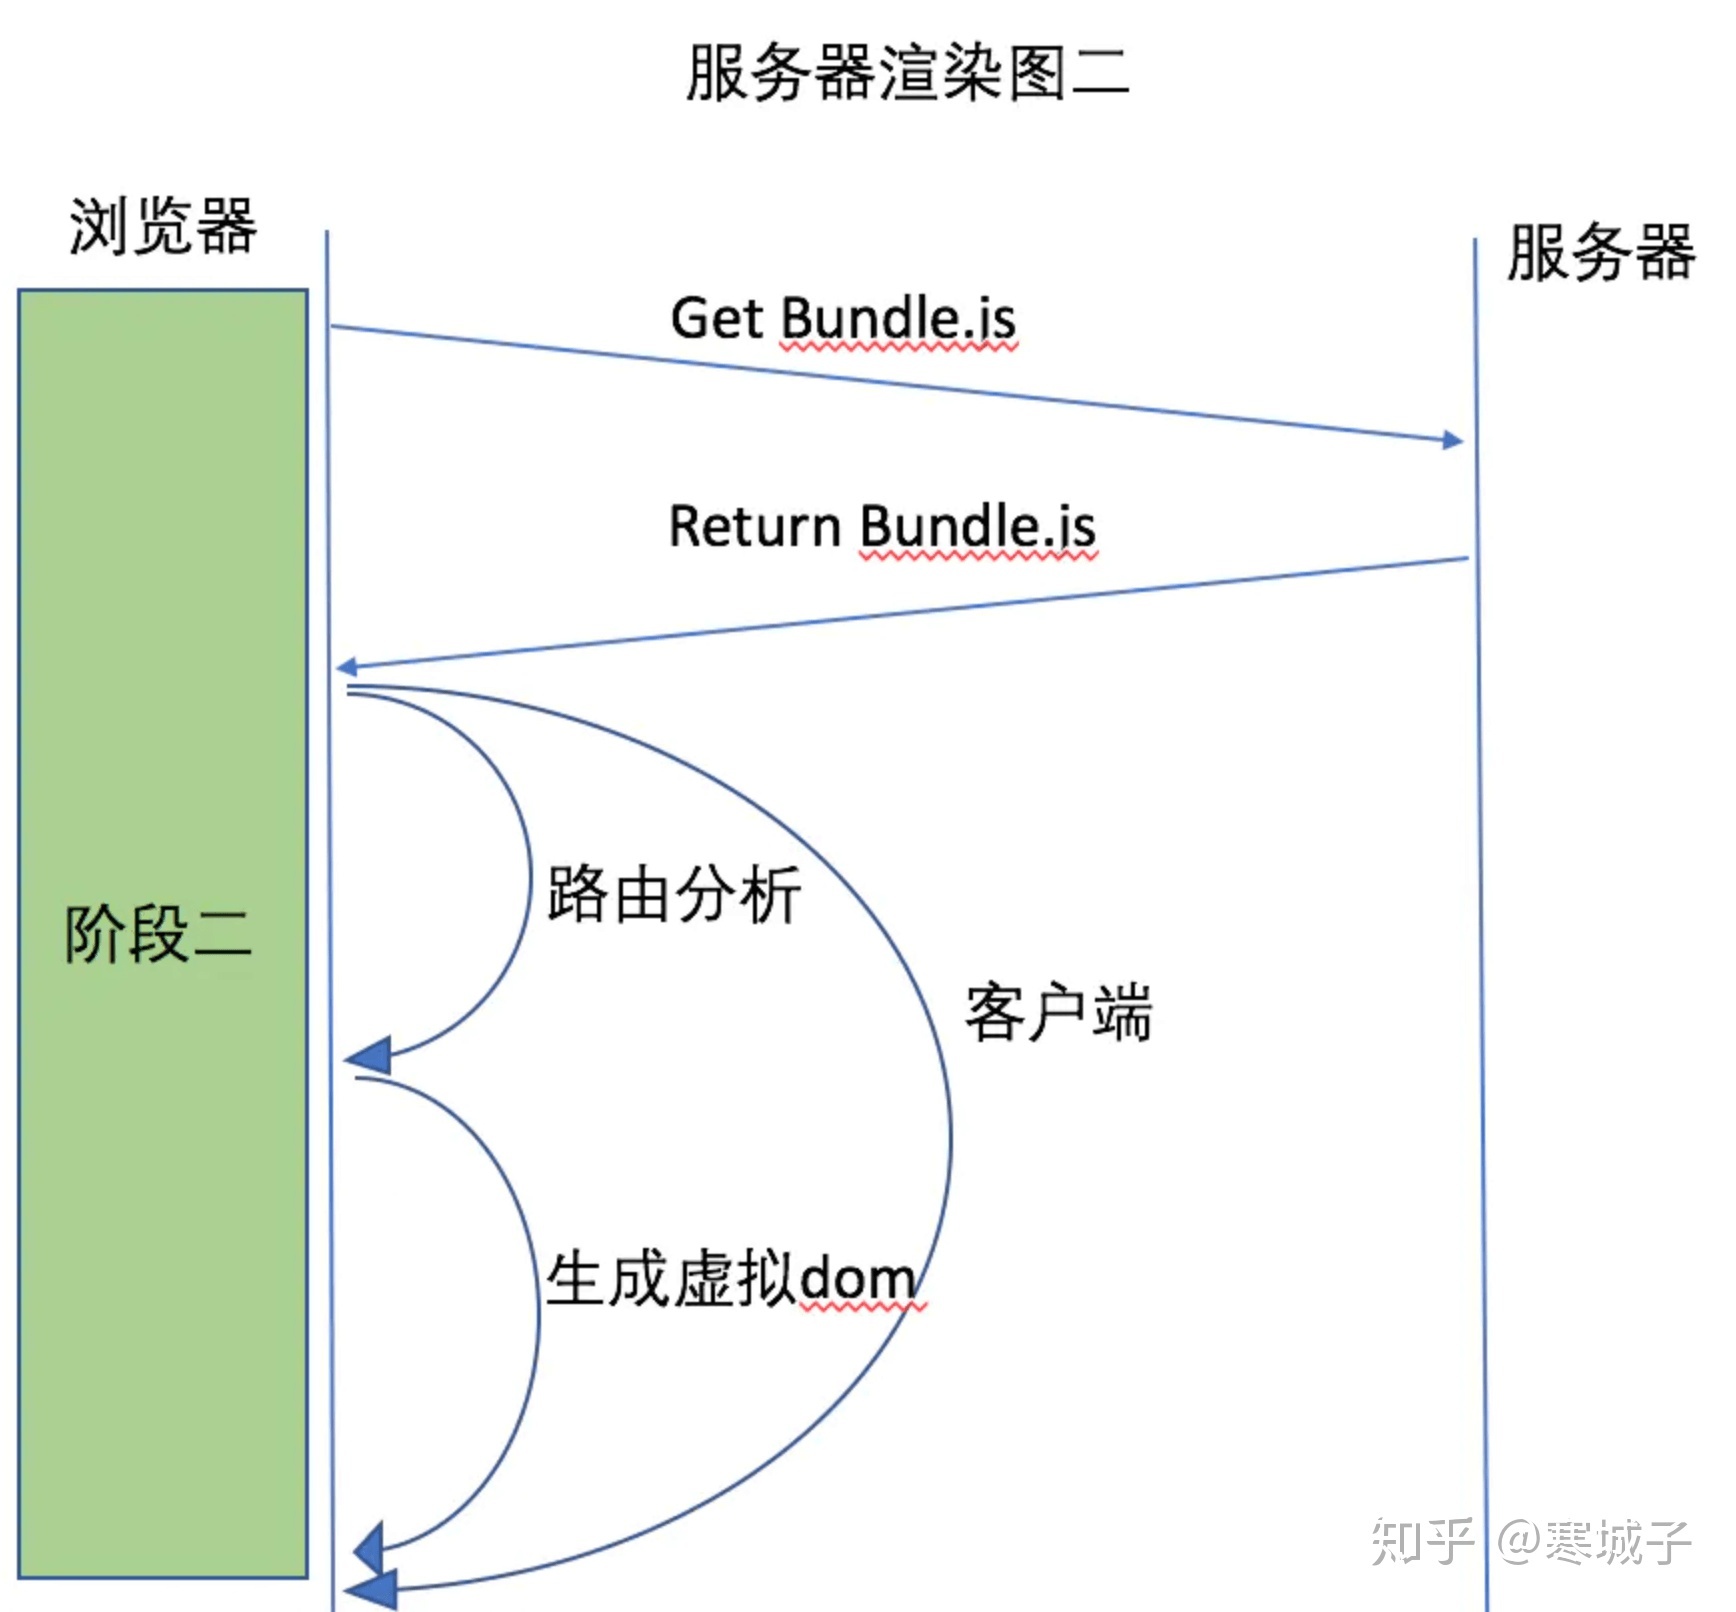 服务器渲染图二
浏览器
服务器
Get Bundle.js
Return Bundle.js
路由分析
阶段二
客户端
生成虚拟dom
知乎 @寒城子